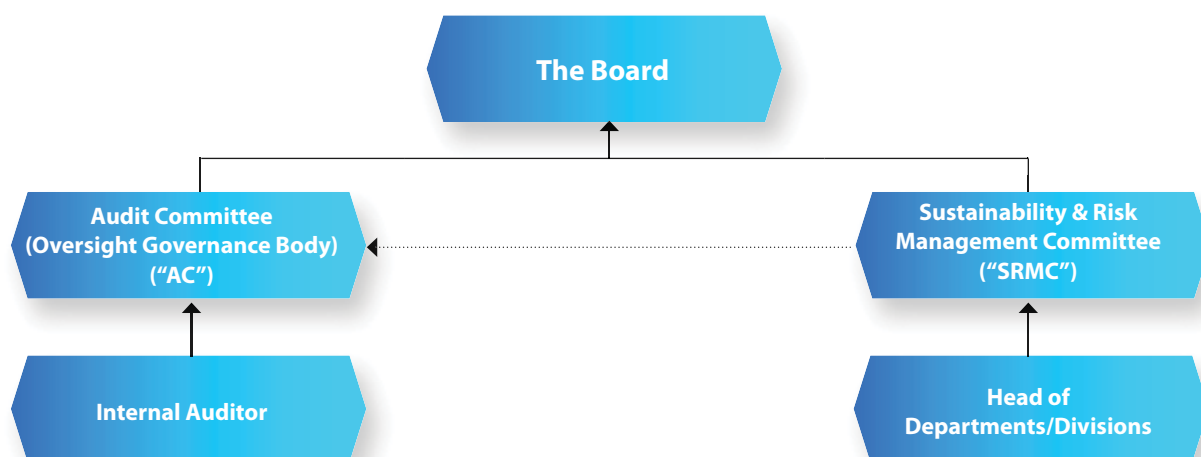 The Board
Audit Committee
(Oversight Governance Body)
(“AC”)
Sustainability & Risk
Management Committee
(“SRMC”)
Internal Auditor
Head of
Departments/Divisions